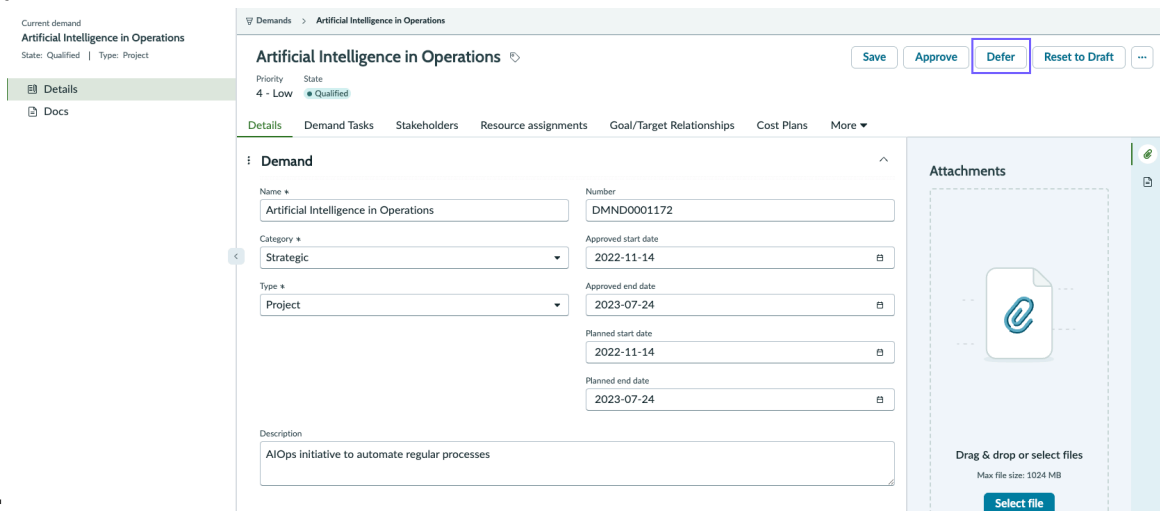 Current demand
Artificial Intelligence in Operations
State: Qualified | Type: Project
Details
Docs
Demands > Artificial Intelligence in Operations
Artificial Intelligence in Operations
Save Approve Defer Reset to Draft ...
Priority State
4 - Low Qualified
Details Demand Tasks Stakeholders Resource assignments Goal/Target Relationships Cost Plans More
Demand
Name * Number
Artificial Intelligence in Operations DMND0001172
Category * Approved start date
Strategic 2022-11-14
Type * Approved end date
Project 2023-07-24
Planned start date
2022-11-14
Planned end date
2023-07-24
Description
AIOps initiative to automate regular processes
Attachments
Drag & drop or select files
Max file size: 1024 MB
Select file